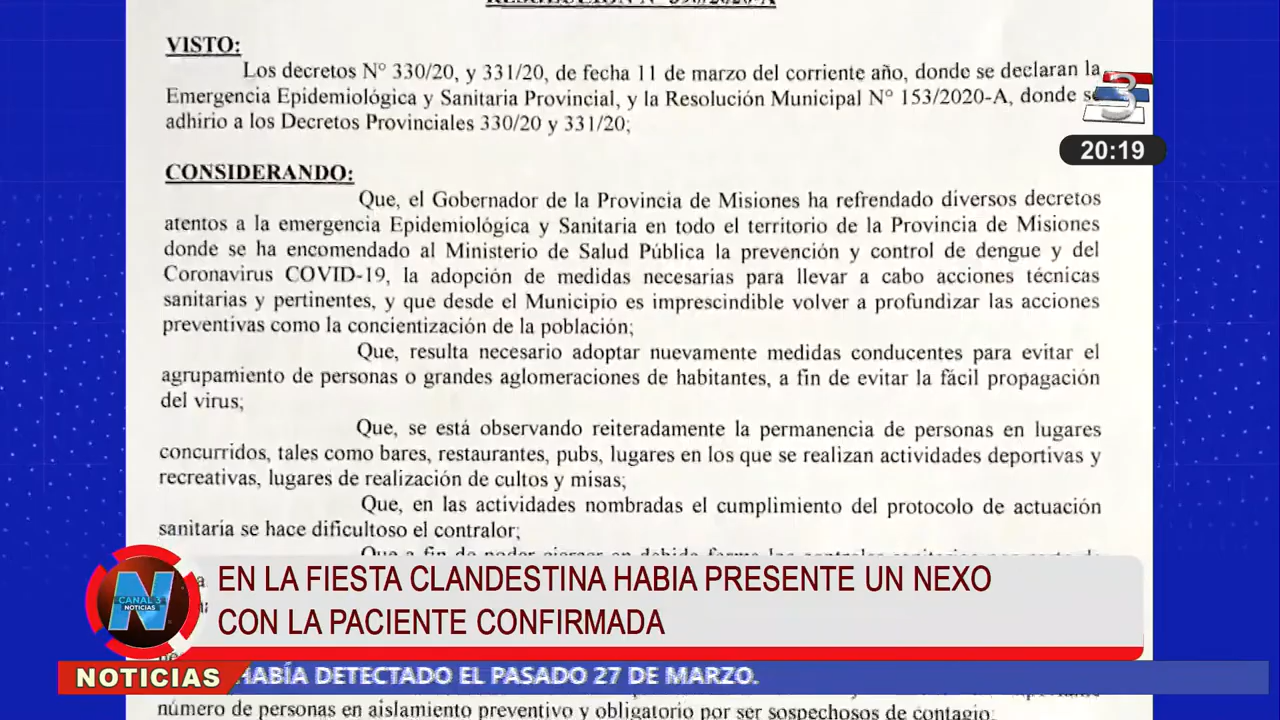 VISTO:
Los decretos N° 330/20, y 331/20, de fecha 11 de marzo del corriente año, donde se declaran la
Emergencia Epidemiológica y Sanitaria Provincial, y la Resolución Municipal N° 153/2020-A, donde se
adhirio a los Decretos Provinciales 330/20 y 331/20;
3
20:19
CONSIDERANDO:
Que, el Gobernador de la Provincia de Misiones ha refrendado diversos decretos
atentos a la emergencia Epidemiológica y Sanitaria en todo el territorio de la Provincia de Misiones
donde se ha encomendado al Ministerio de Salud Pública la prevención y control de dengue y del
Coronavirus COVID-19, la adopción de medidas necesarias para llevar a cabo acciones técnicas
sanitarias y pertinentes, y que desde el Municipio es imprescindible volver a profundizar las acciones
preventivas como la concientización de la población;
Que, resulta necesario adoptar nuevamente medidas conducentes para evitar el
agrupamiento de personas o grandes aglomeraciones de habitantes, a fin de evitar la fácil propagación
del virus;
Que, se está observando reiteradamente la permanencia de personas en lugares
concurridos, tales como bares, restaurantes, pubs, lugares en los que se realizan actividades deportivas y
recreativas, lugares de realización de cultos y misas;
Que, en las actividades nombradas el cumplimiento del protocolo de actuación
sanitaria se hace dificultoso el contralor;
EN LA FIESTA CLANDESTINA HABIA PRESENTE UN NEXO
CON LA PACIENTE CONFIRMADA
N
CANAL 3
NOTICIAS
NOTICIAS
HABÍA DETECTADO EL PASADO 27 DE MARZO.
número de personas en aislamiento preventivo y obligatorio por ser sospechosos de contagio;